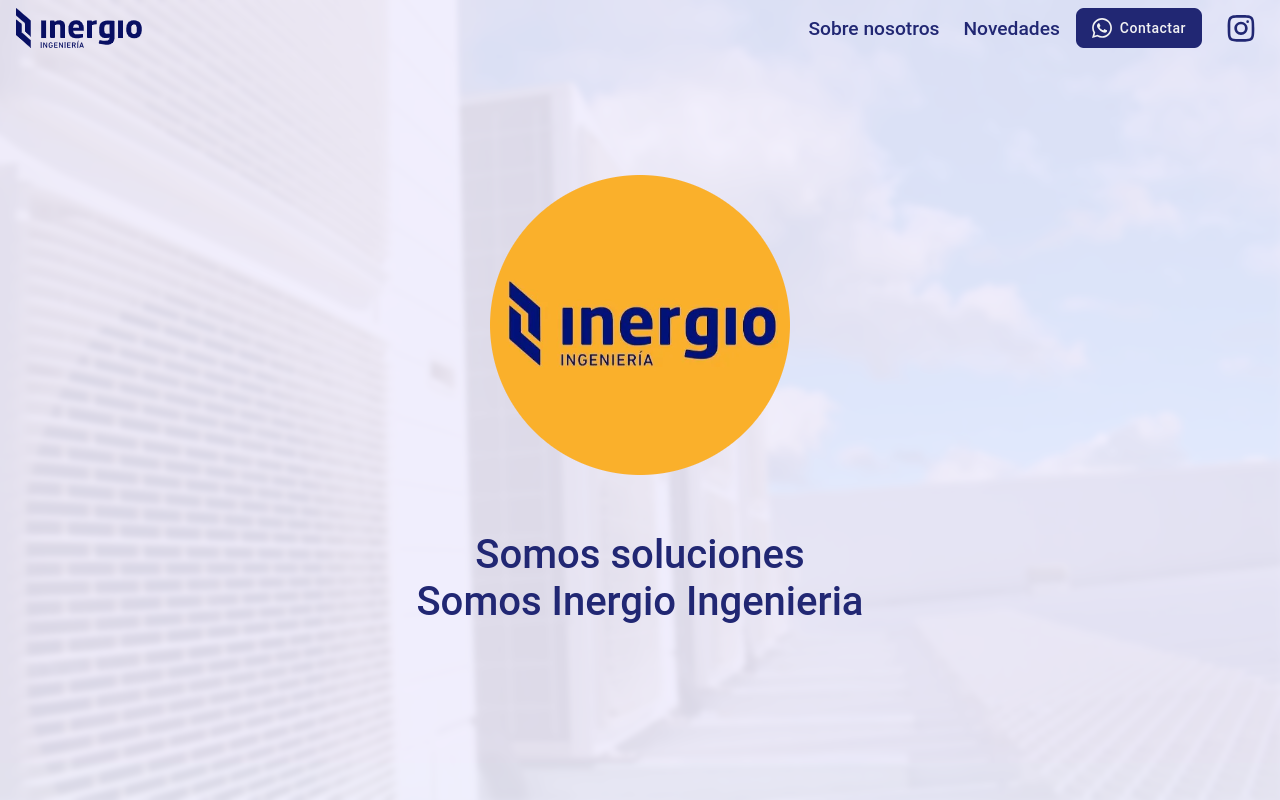 inergio
INGENIERÍA
Sobre nosotros
Novedades
Contactar
inergio
INGENIERÍA
Somos soluciones
Somos Inergio Ingenieria